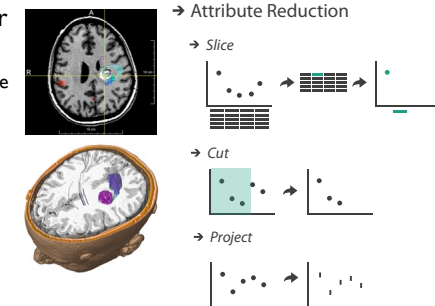 r
e
A
R
➔ Attribute Reduction
➔ Slice
➔ Cut
➔ Project